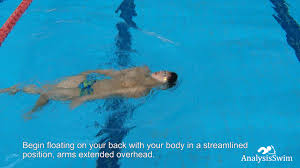 Begin floating on your back with your body in a streamlined
position, arms extended overhead.
AnalysisSwim